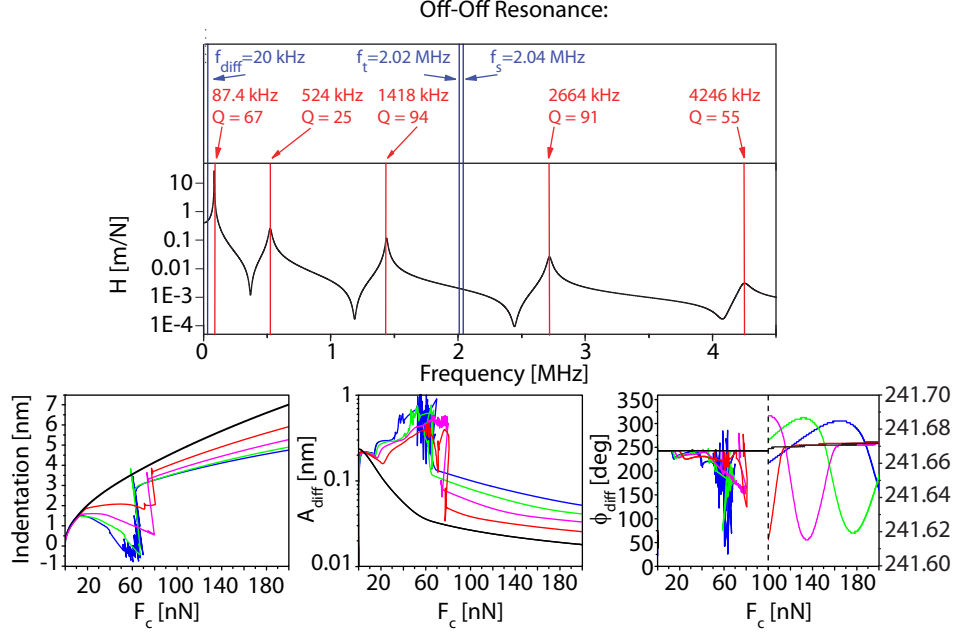 Off-Off Resonance:
f_diff=20 kHz
f_t=2.02 MHz
f_s=2.04 MHz
87.4 kHz
Q = 67
524 kHz
Q = 25
1418 kHz
Q = 94
2664 kHz
Q = 91
4246 kHz
Q = 55
H [m/N]
10
1
0.1
0.01
1E-3
1E-4
0 1 2 3 4
Frequency [MHz]
Indentation [nm]
7
6
5
4
3
2
1
0
-1
20 60 100 140 180
F_c [nN]
A_diff [nm]
1
0.1
0.01
20 60 100 140 180
F_c [nN]
ϕ_diff [deg]
350
300
250
200
150
100
50
0
241.70
241.68
241.66
241.64
241.62
241.60
20 60 100 140 180
F_c [nN]